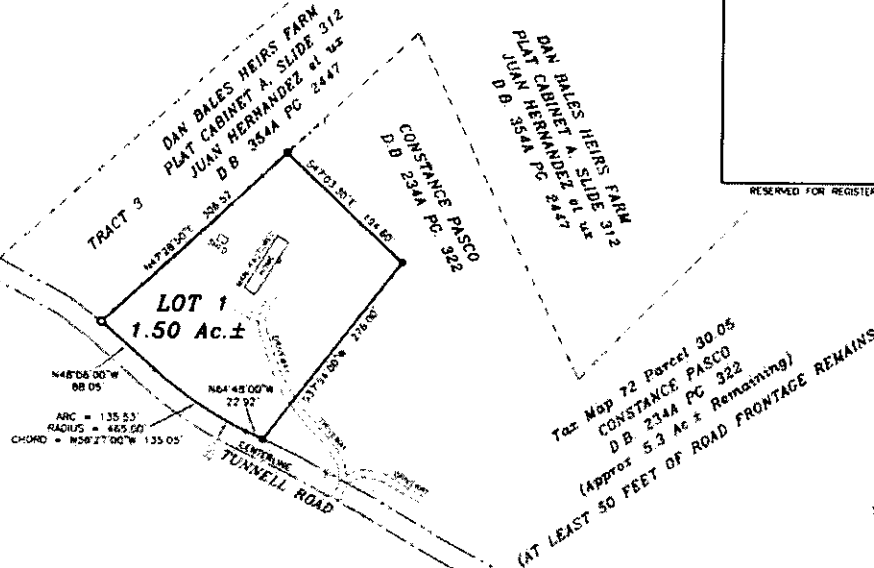 DAN BALES HEIRS FARM
PLAT CABINET A, SLIDE 312
JUAN HERNANDEZ et ux
D B 354A PG 2447
TRACT 3
DAN BALES HEIRS FARM
PLAT CABINET A, SLIDE 312
JUAN HERNANDEZ et ux
D B. 354A PG 2447
CONSTANCE PASCO
D.B 234A PG. 322
RESERVED FOR REGISTER
LOT 1
1.50 Ac.±
276.00'
N48°06'00"W
88.05'
N64°48'00"W
22.92'
ARC = 135.53'
RADIUS = 465.00'
CHORD = N56°27'00"W 135.05'
DRIVEWAY
CENTERLINE
TUNNELL ROAD
Tax Map 72 Parcel 30.05
CONSTANCE PASCO
D B. 234A PG 322
(Approx 5.3 Ac ± Remaining)
(AT LEAST 50 FEET OF ROAD FRONTAGE REMAINS